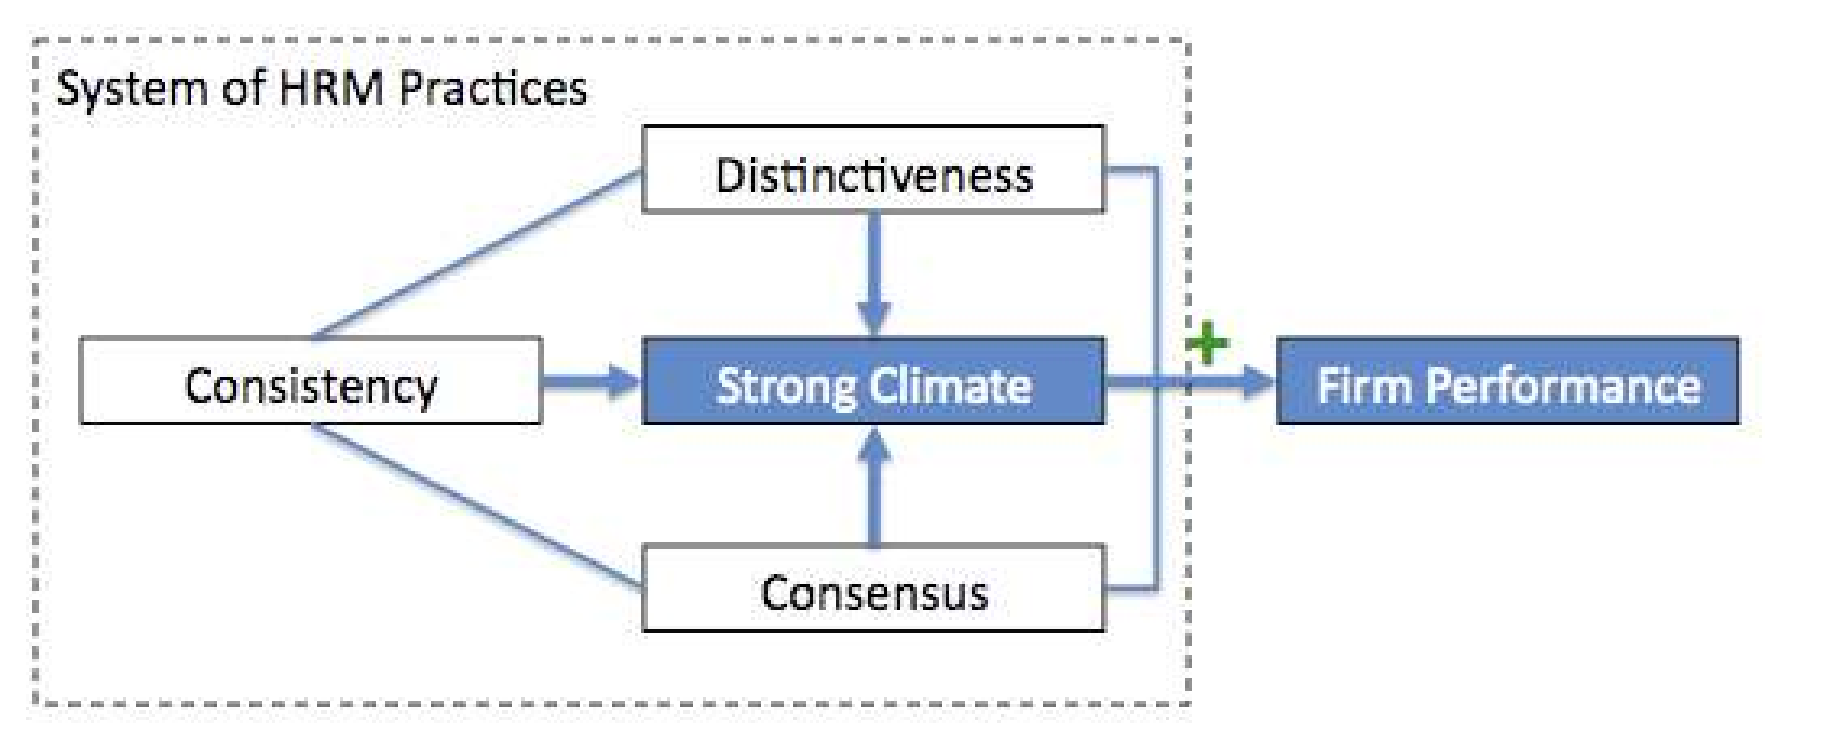 System of HRM Practices
Distinctiveness
Consistency
Strong Climate
+
Firm Performance
Consensus